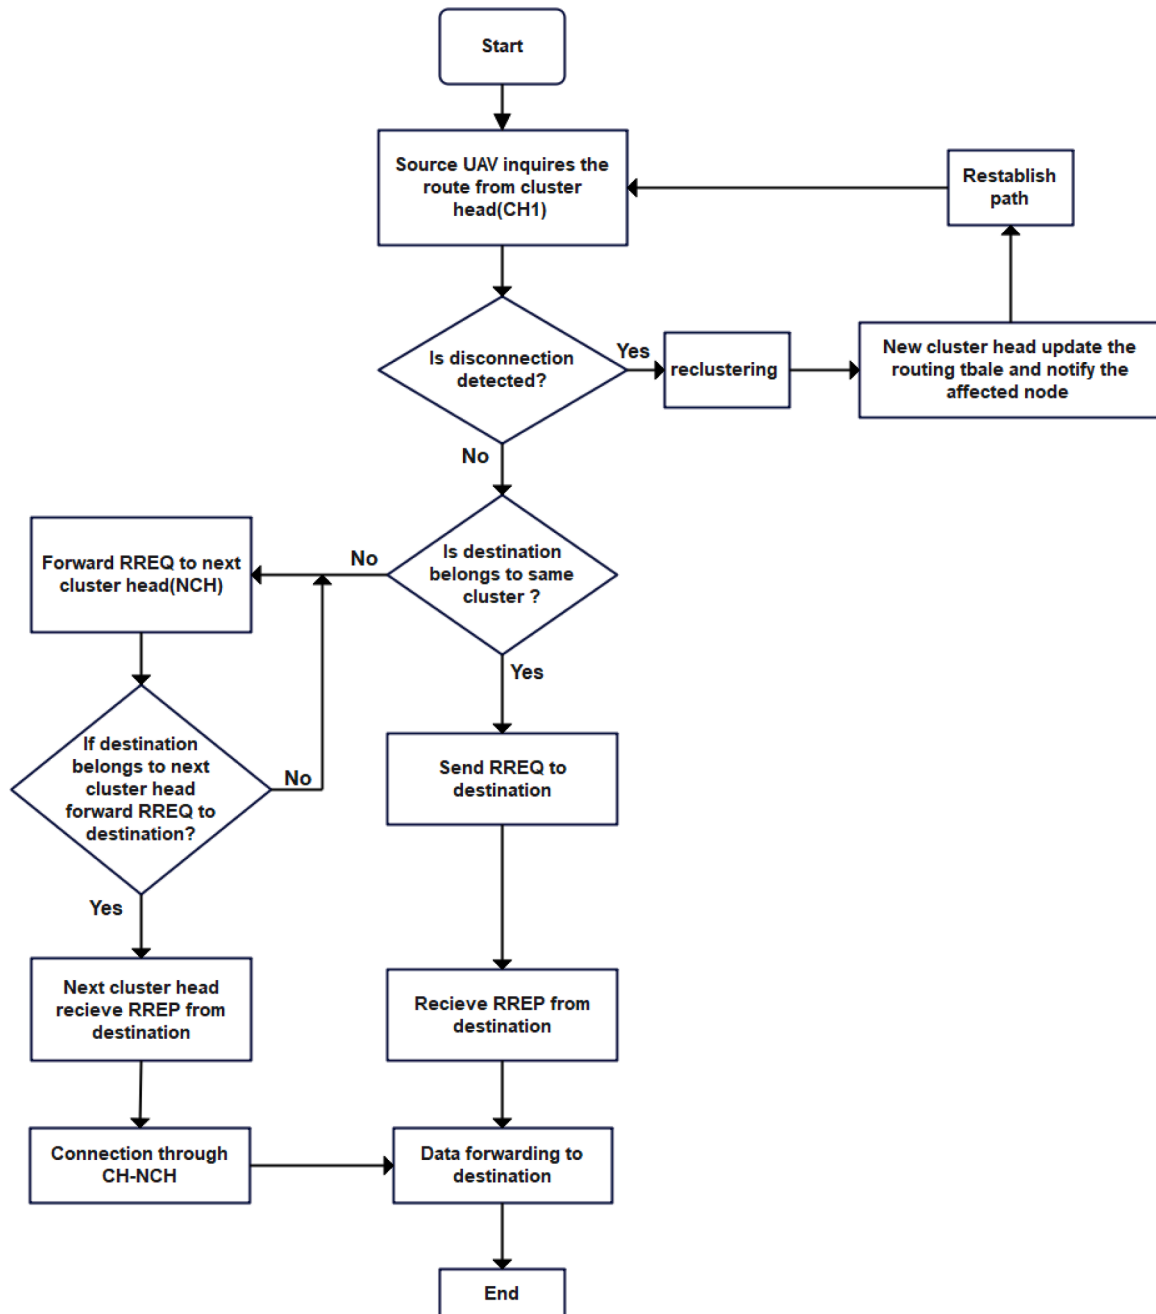 Start
Source UAV inquires the
route from cluster
head(CH1)
Restablish
path
Is disconnection
detected?
Yes
reclustering
New cluster head update the
routing tbale and notify the
affected node
No
Forward RREQ to next
cluster head(NCH)
No
Is destination
belongs to same
cluster ?
Yes
If destination
belongs to next
cluster head
forward RREQ to
destination?
No
Send RREQ to
destination
Yes
Next cluster head
recieve RREP from
destination
Recieve RREP from
destination
Connection through
CH-NCH
Data forwarding to
destination
End